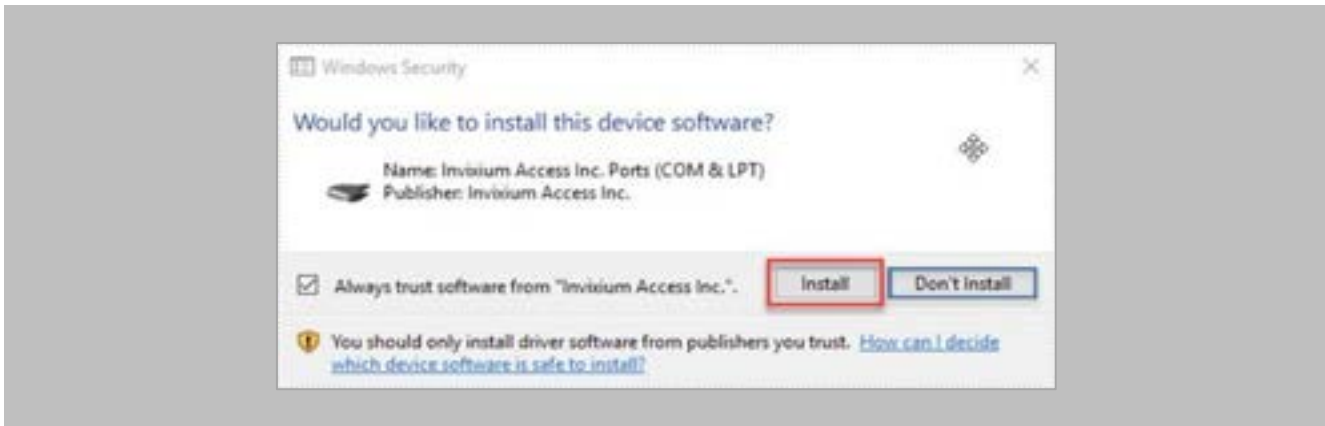 Windows Security
Would you like to install this device software?
Name: Invixium Access Inc. Ports (COM & LPT)
Publisher: Invixium Access Inc.
Always trust software from "Invixium Access Inc.".
Install
Don't Install
You should only install driver software from publishers you trust. How can I decide
which device software is safe to install?